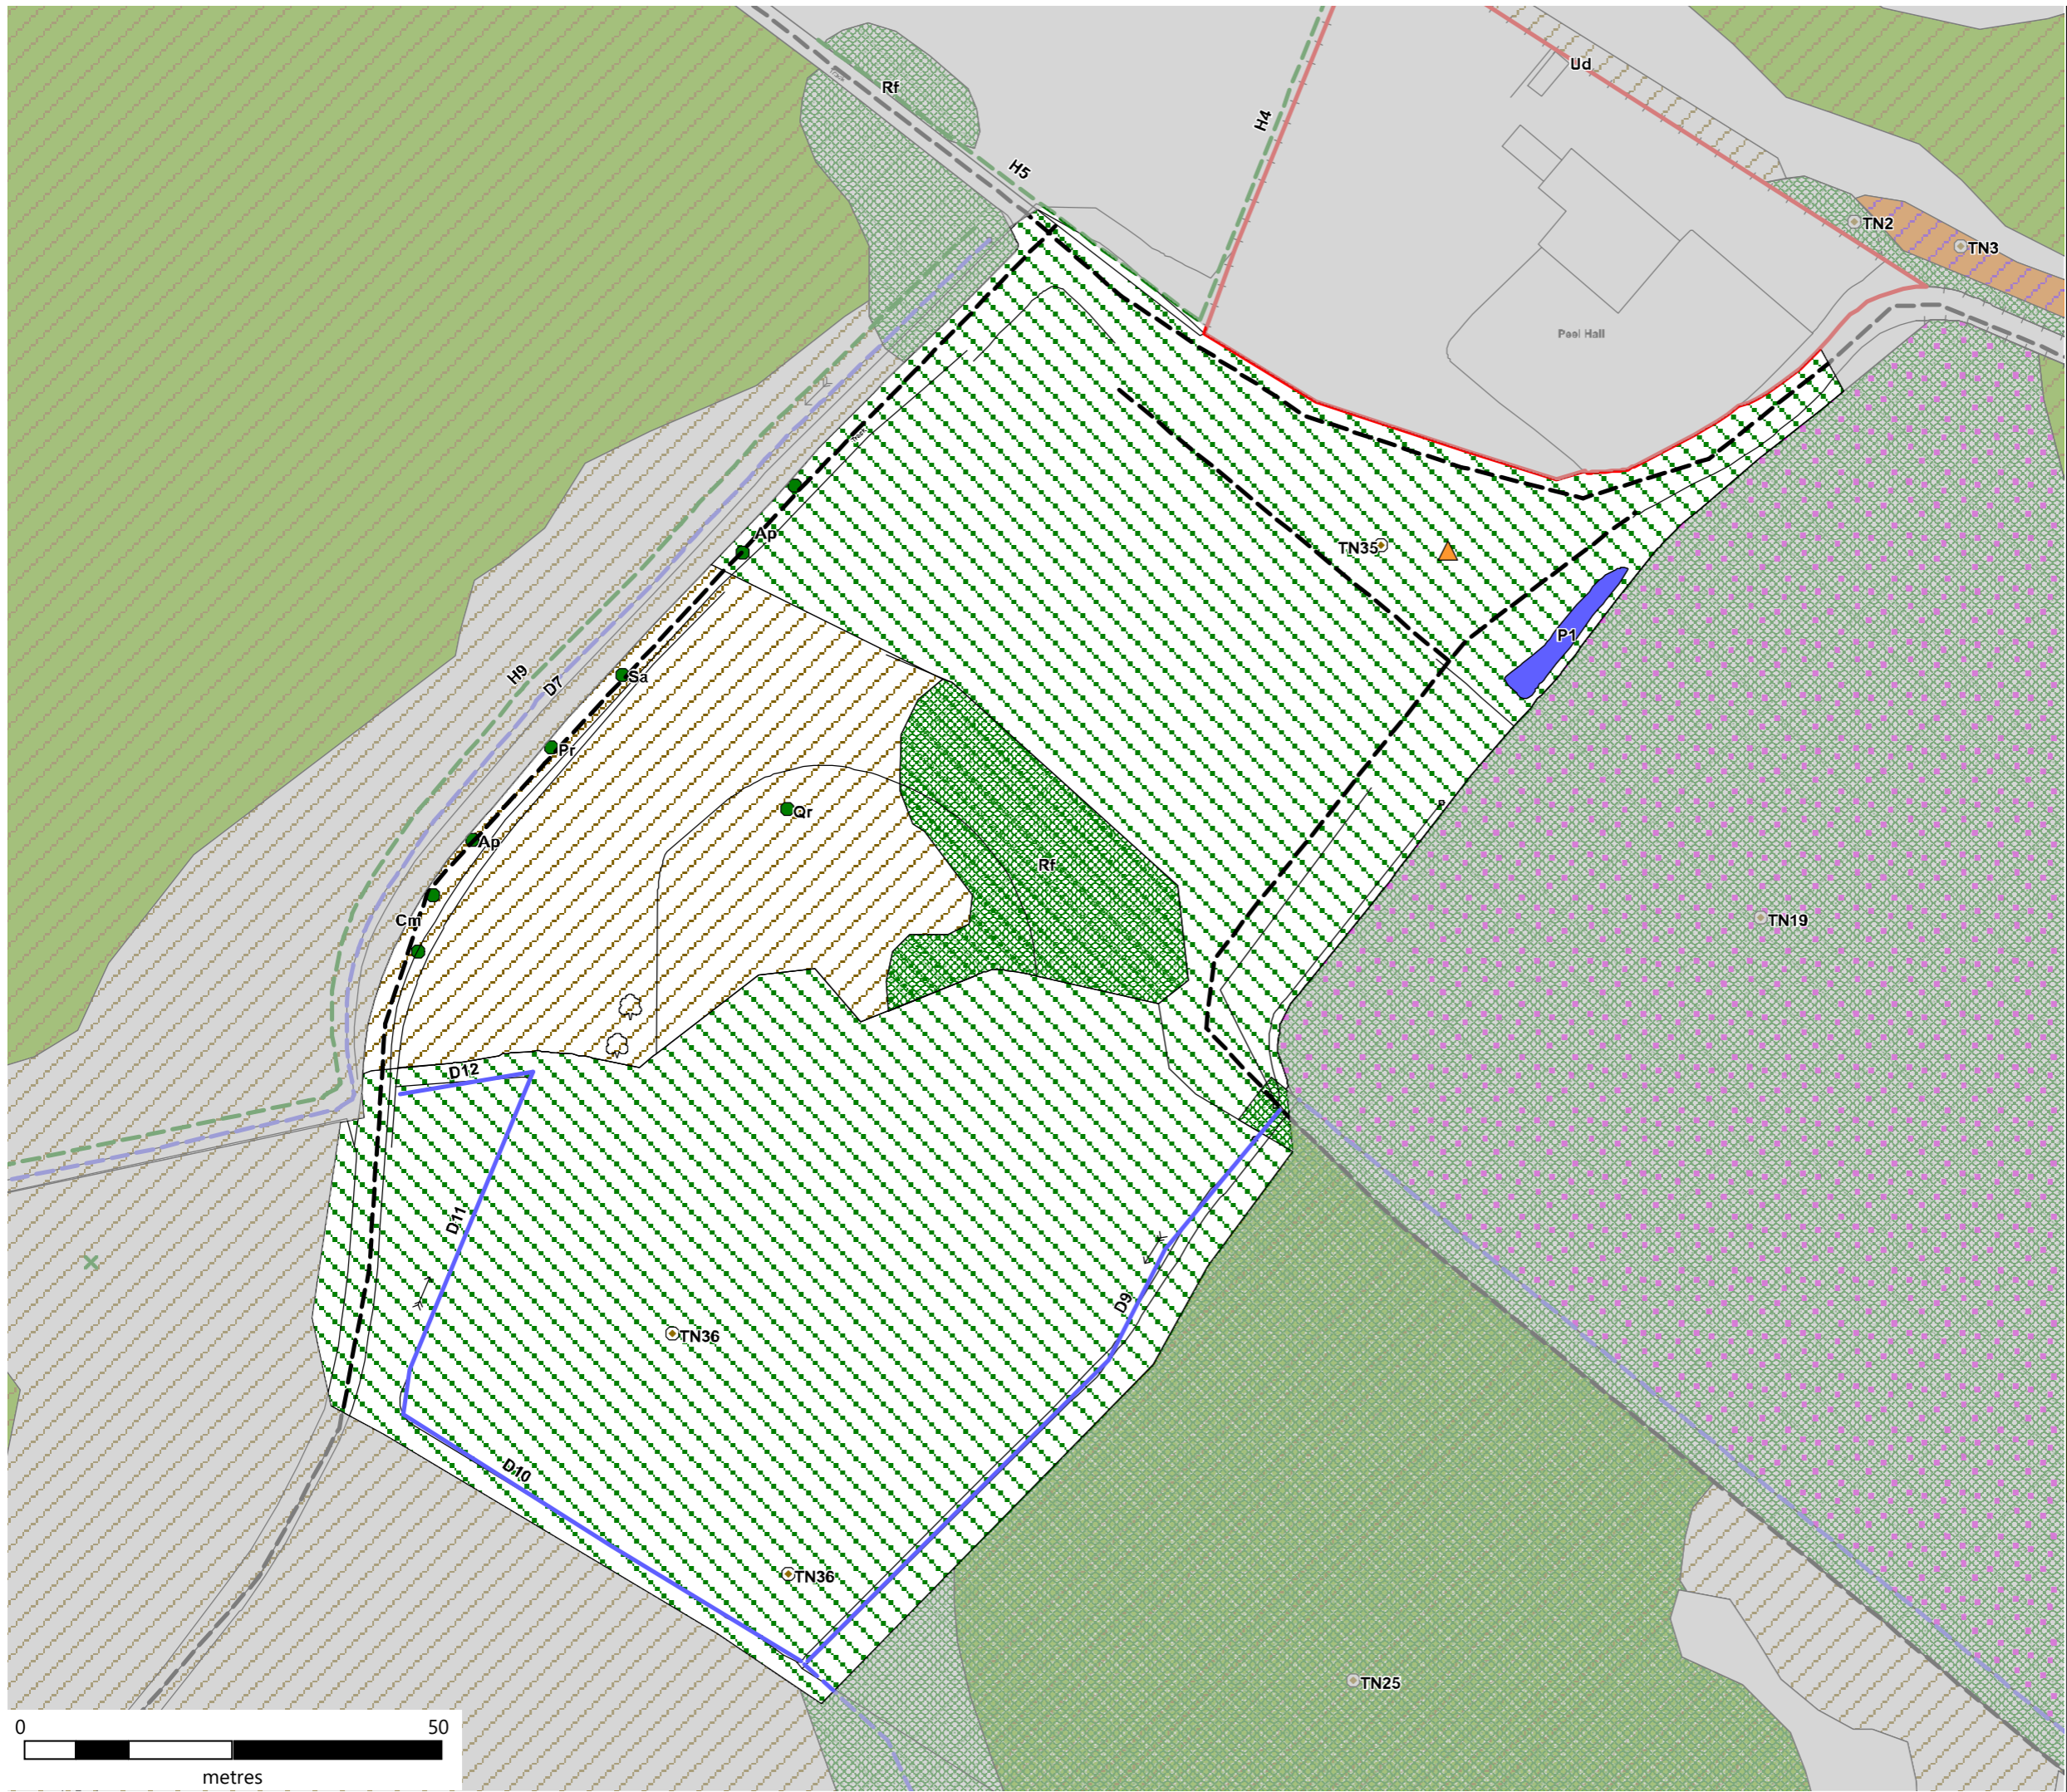 Rf
Ud
H4
H5
TN2
TN3
Peel Hall
Ap
TN35
P1
H9
D7
Sa
Pr
Qr
Ap
Rf
Cm
TN19
D12
D11
D9
TN36
D10
TN36
TN25
0 50
metres